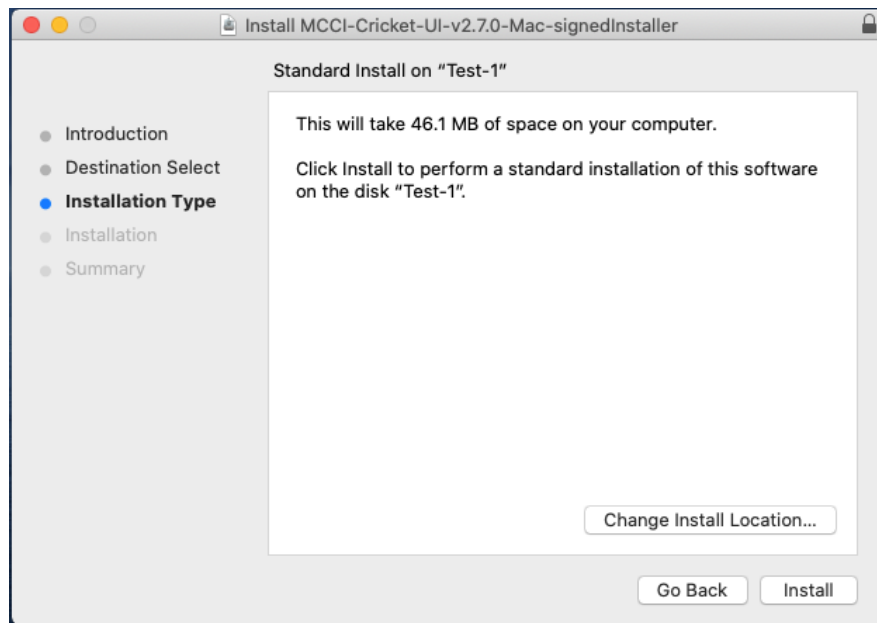 Install MCCI-Cricket-UI-v2.7.0-Mac-signedInstaller
Standard Install on “Test-1”
Introduction
Destination Select
Installation Type
Installation
Summary
This will take 46.1 MB of space on your computer.
Click Install to perform a standard installation of this software
on the disk “Test-1”.
Change Install Location...
Go Back
Install